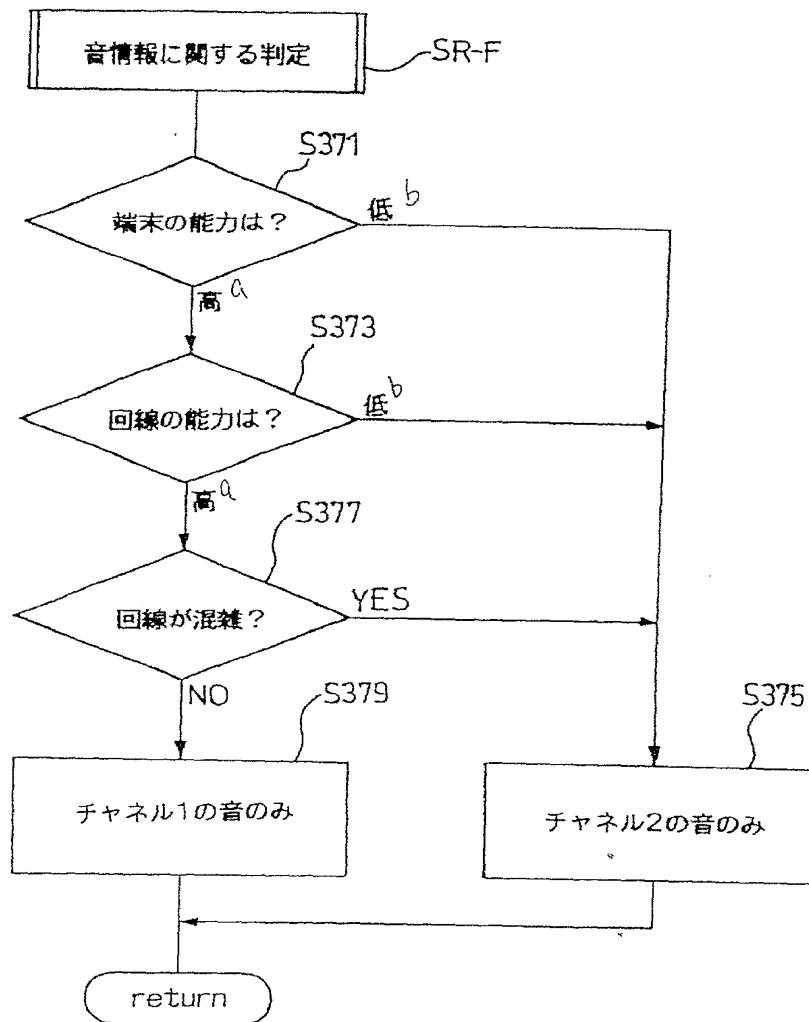 音情報に関する判定
SR-F
S371
端末の能力は？
低 b
高 a
S373
回線の能力は？
低 b
高 a
S377
回線が混雑？
YES
NO
S379
S375
チャネル1の音のみ
チャネル2の音のみ
return